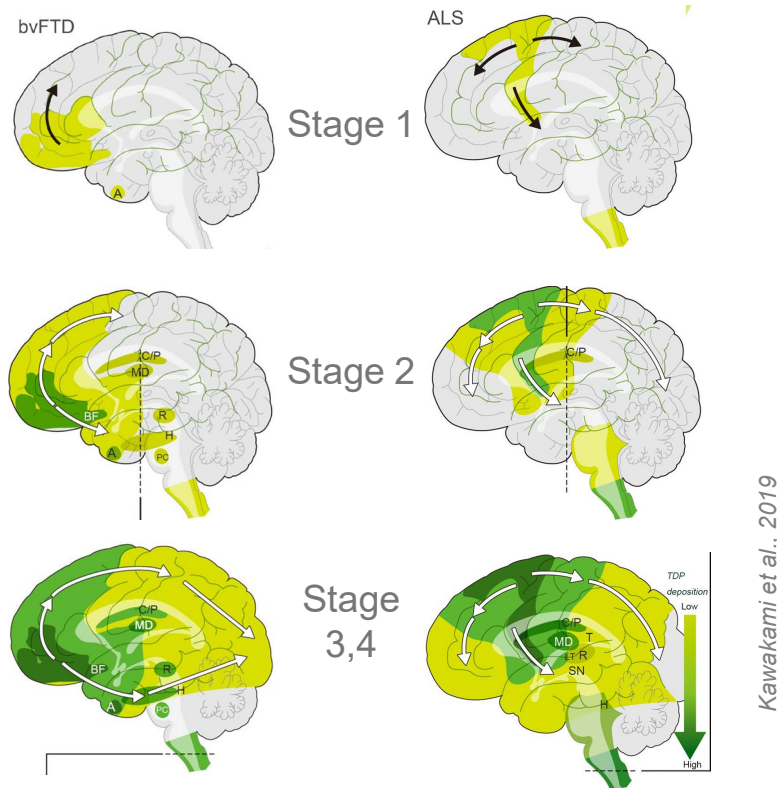 bvFTD
ALS
Stage 1
A
C/P
MD
BF
R
H
A
PC
Stage 2
C/P
C/P
MD
BF
R
H
A
PC
Stage
3,4
C/P
MD
T
LT R
SN
H
TDP
deposition
Low
High
Kawakami et al., 2019